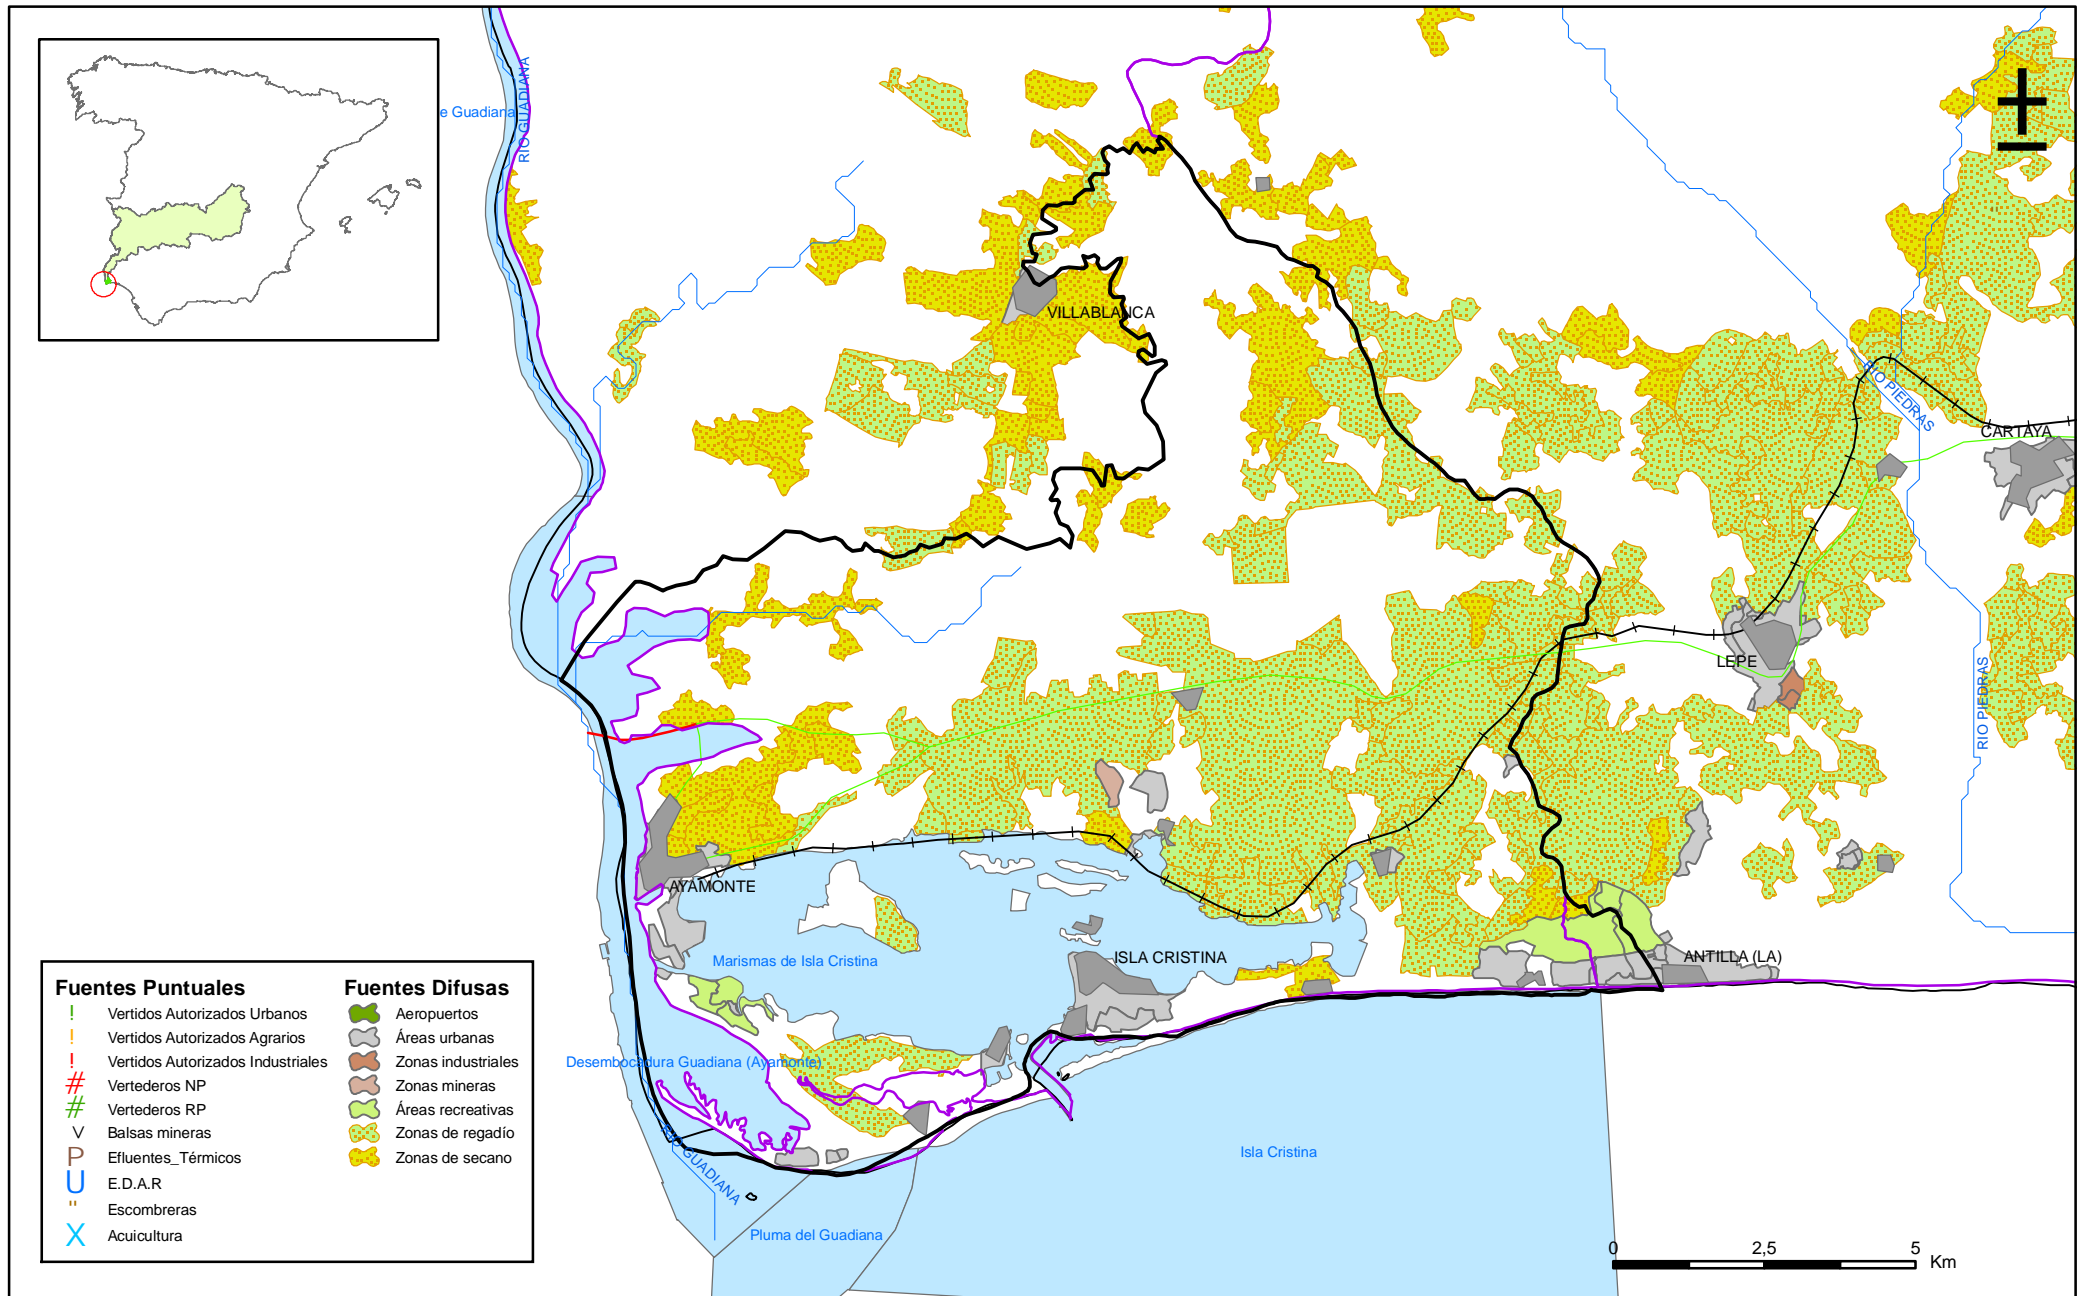 e Guadiana
RIO GUADIANA
VILLABLANCA
RIO PIEDRAS
CARTAYA
LEPE
RIO PIEDRAS
AYAMONTE
Marismas de Isla Cristina
ISLA CRISTINA
ANTILLA (LA)
Desembocadura Guadiana (Ayamonte)
RIO GUADIANA
Isla Cristina
Pluma del Guadiana
Fuentes Puntuales
! Vertidos Autorizados Urbanos
! Vertidos Autorizados Agrarios
! Vertidos Autorizados Industriales
# Vertederos NP
# Vertederos RP
V Balsas mineras
P Efluentes_Térmicos
U E.D.A.R
" Escombreras
X Acuicultura
Fuentes Difusas
Aeropuertos
Áreas urbanas
Zonas industriales
Zonas mineras
Áreas recreativas
Zonas de regadío
Zonas de secano
0 2,5 5
Km